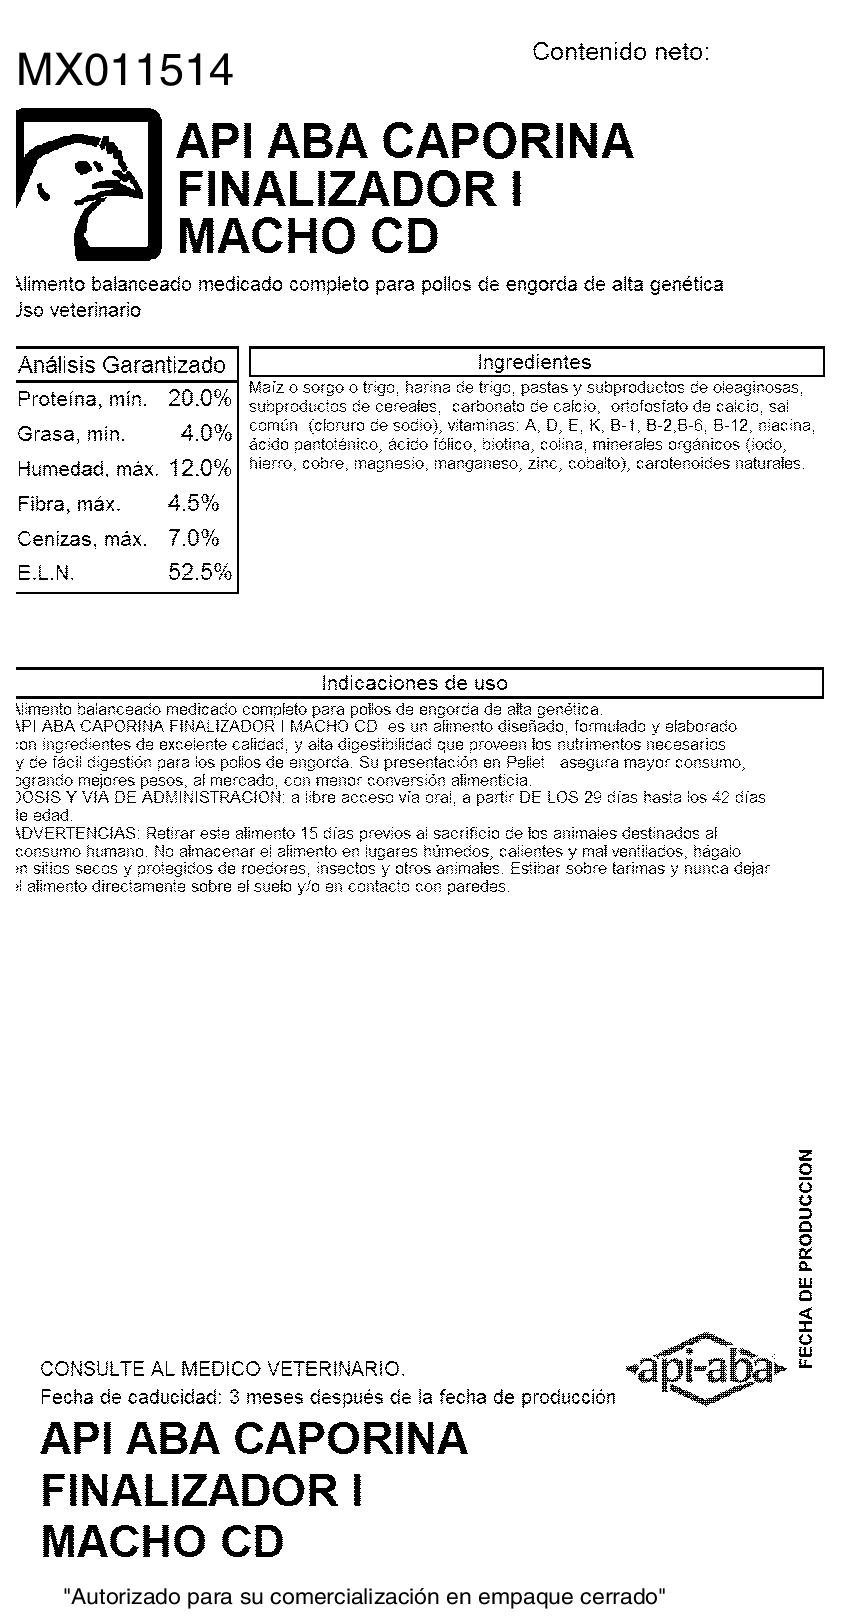 Contenido neto:
MX011514
API ABA CAPORINA
FINALIZADOR I
MACHO CD
Alimento balanceado medicado completo para pollos de engorda de alta genética
Uso veterinario
Análisis Garantizado
Proteína, mín. 20.0%
Grasa, mín. 4.0%
Humedad, máx. 12.0%
Fibra, máx. 4.5%
Cenizas, máx. 7.0%
E.L.N. 52.5%
Ingredientes
Maíz o sorgo o trigo, harina de trigo, pastas y subproductos de oleaginosas,
subproductos de cereales, carbonato de calcio, ortofosfato de calcio, sal
común (cloruro de sodio), vitaminas: A, D, E, K, B-1, B-2,B-6, B-12, niacina,
ácido pantoténico, ácido fólico, biotina, colina, minerales orgánicos (iodo,
hierro, cobre, magnesio, manganeso, zinc, cobalto), carotenoides naturales.
Indicaciones de uso
Alimento balanceado medicado completo para pollos de engorda de alta genética.
API ABA CAPORINA FINALIZADOR I MACHO CD es un alimento diseñado, formulado y elaborado
con ingredientes de excelente calidad, y alta digestibilidad que proveen los nutrimentos necesarios
y de fácil digestión para los pollos de engorda. Su presentación en Pellet asegura mayor consumo,
logrando mejores pesos, al mercado, con menor conversión alimenticia.
DOSIS Y VIA DE ADMINISTRACION: a libre acceso vía oral, a partir DE LOS 29 días hasta los 42 días
de edad.
ADVERTENCIAS: Retirar este alimento 15 días previos al sacrificio de los animales destinados al
consumo humano. No almacenar el alimento en lugares húmedos, calientes y mal ventilados, hágalo
en sitios secos y protegidos de roedores, insectos y otros animales. Estibar sobre tarimas y nunca dejar
el alimento directamente sobre el suelo y/o en contacto con paredes.
FECHA DE PRODUCCION
CONSULTE AL MEDICO VETERINARIO.
api-aba
Fecha de caducidad: 3 meses después de la fecha de producción
API ABA CAPORINA
FINALIZADOR I
MACHO CD
"Autorizado para su comercialización en empaque cerrado"